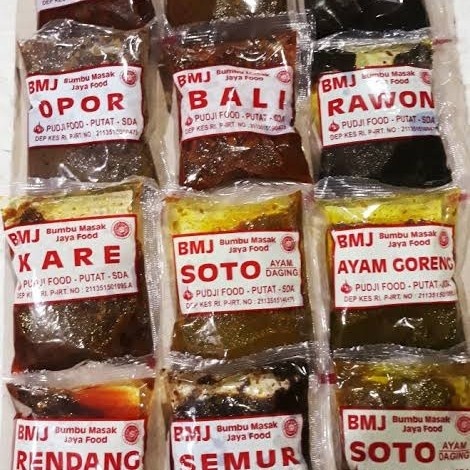 BMJ Bumbu Masak
Jaya Food
OPOR
PUDJI FOOD - PUTAT - SDA
BMJ Bumbu Masak
Jaya Food
BALI
PUDJI FOOD - PUTAT - SDA
BMJ Bumbu Masak
Jaya Food
RAWON
PUDJI FOOD - PUTAT - SDA
BMJ Bumbu Masak
Jaya Food
KARE
PUDJI FOOD - PUTAT - SDA
BMJ Bumbu Masak
Jaya Food
SOTO AYAM
DAGING
PUDJI FOOD - PUTAT - SDA
BMJ Bumbu Masak
Jaya Food
AYAM GORENG
PUDJI FOOD - PUTAT
BMJ Bumbu Masak
Jaya Food
RENDANG
BMJ Bumbu Masak
Jaya Food
SEMUR
BMJ Bumbu Masak
Jaya Food
SOTO AYAM
DAGING